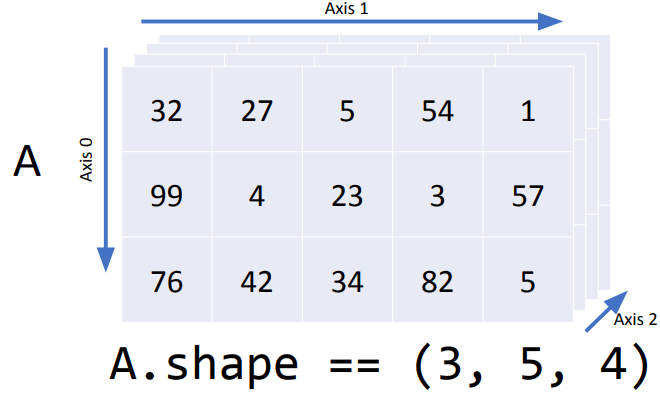 Axis 1
A
Axis 0
32 27 5 54 1
99 4 23 3 57
76 42 34 82 5
Axis 2
A.shape == (3, 5, 4)